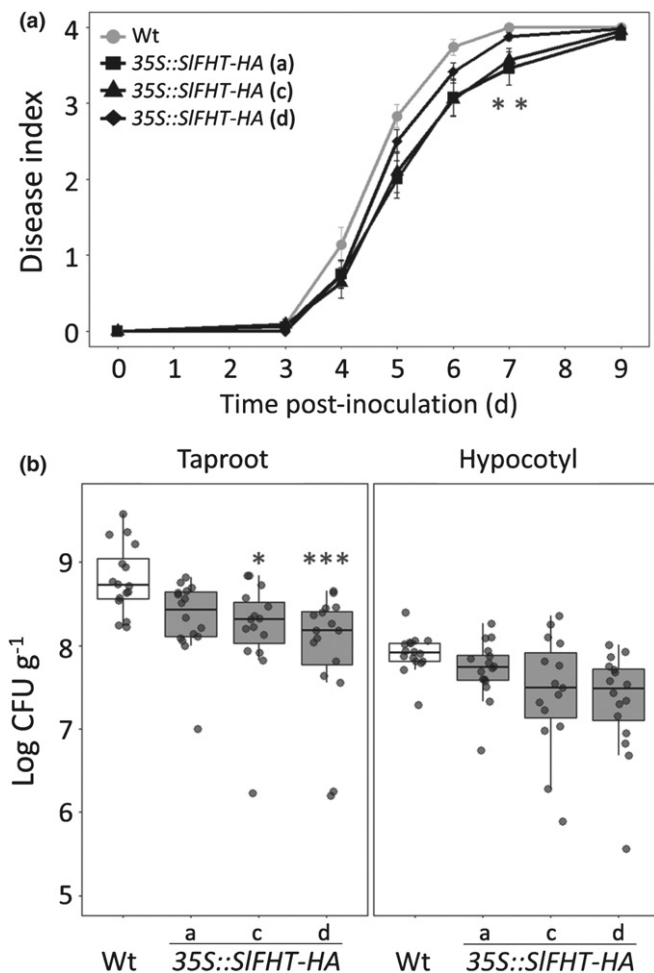 (a)
Wt
35S::SlFHT-HA (a)
35S::SlFHT-HA (c)
35S::SlFHT-HA (d)
Disease index
4
3
2
1
0
**
0 1 2 3 4 5 6 7 8 9
Time post-inoculation (d)
(b)
Taproot Hypocotyl
* ***
Log CFU g⁻¹
9
8
7
6
5
a c d a c d
Wt 35S::SlFHT-HA Wt 35S::SlFHT-HA